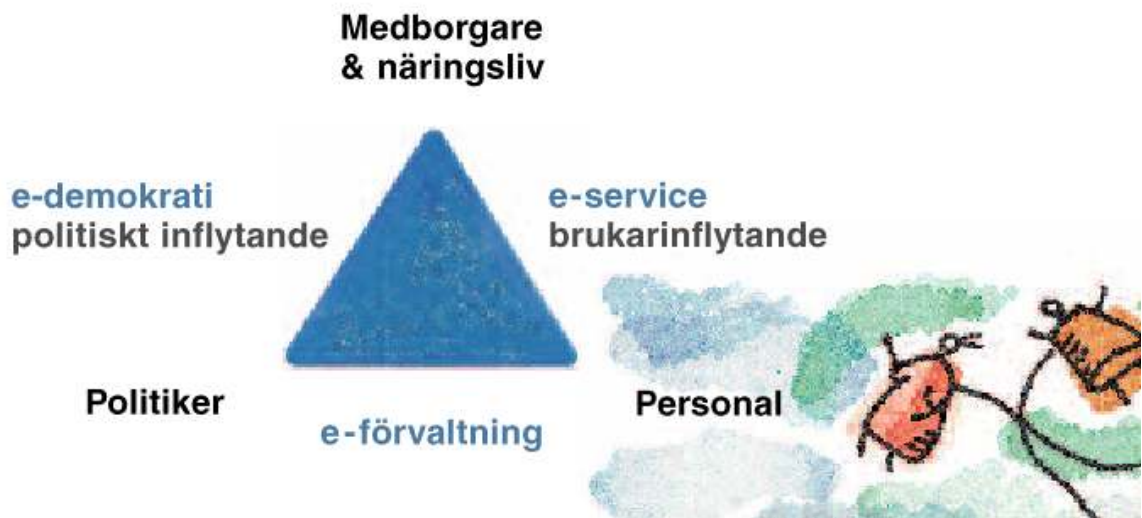 Medborgare
& näringsliv
e-demokrati
politiskt inflytande
e-service
brukarinflytande
Politiker
Personal
e-förvaltning